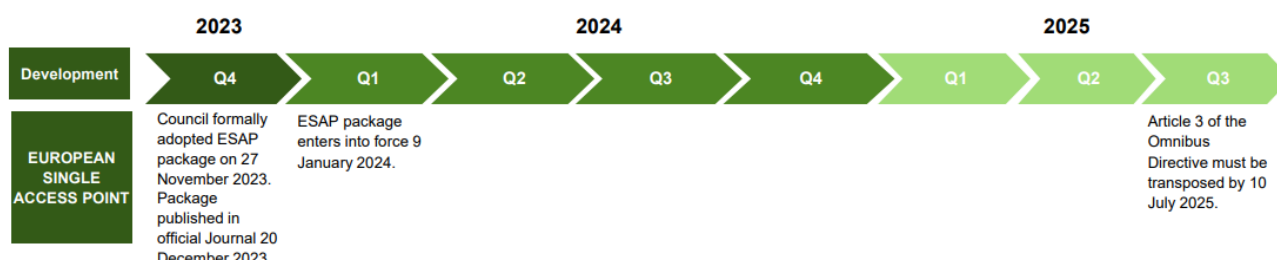 2023
2024
2025
Development
Q4
Q1
Q2
Q3
Q4
Q1
Q2
Q3
EUROPEAN
SINGLE
ACCESS POINT
Council formally
adopted ESAP
package on 27
November 2023.
Package
published in
official Journal 20
December 2023
ESAP package
enters into force 9
January 2024.
Article 3 of the
Omnibus
Directive must be
transposed by 10
July 2025.